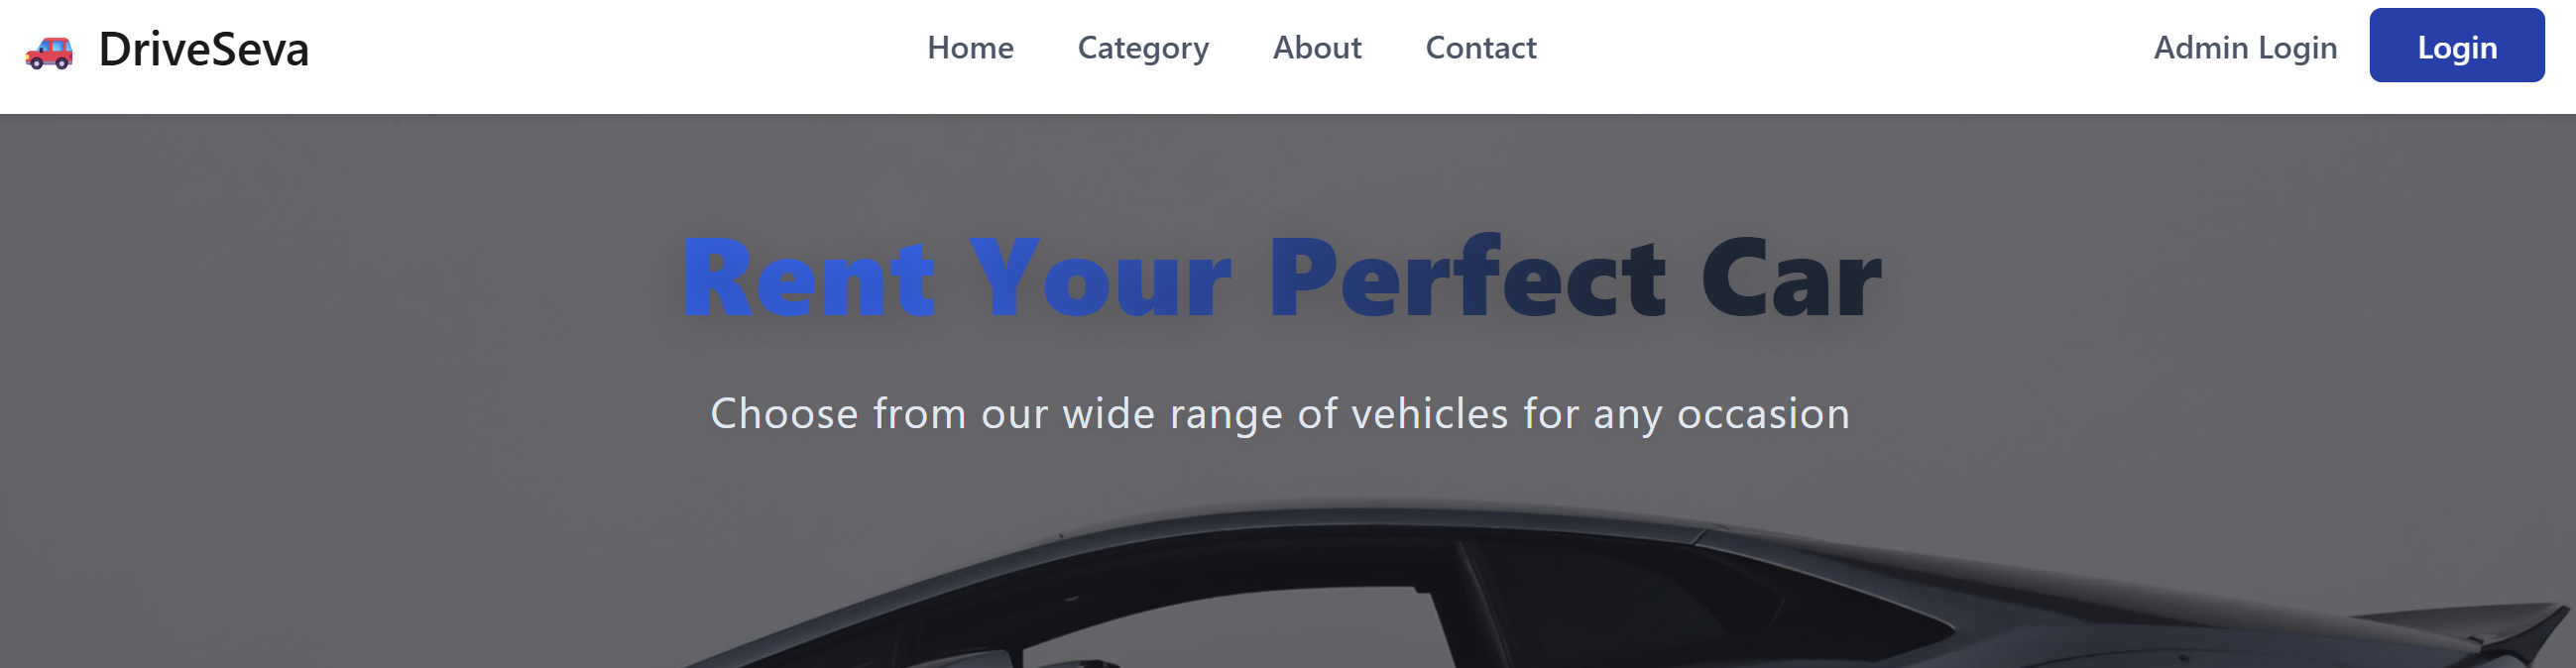 DriveSeva
Home Category About Contact
Admin Login Login
Rent Your Perfect Car
Choose from our wide range of vehicles for any occasion